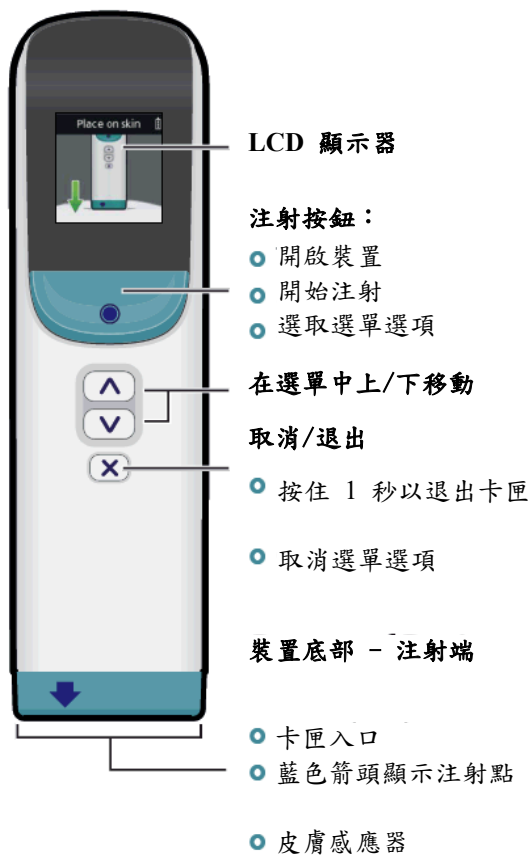 Place on skin
LCD 顯示器
注射按鈕：
開啟裝置
開始注射
選取選單選項
在選單中上/下移動
取消/退出
按住 1 秒以退出卡匣
取消選單選項
裝置底部 – 注射端
卡匣入口
藍色箭頭顯示注射點
皮膚感應器